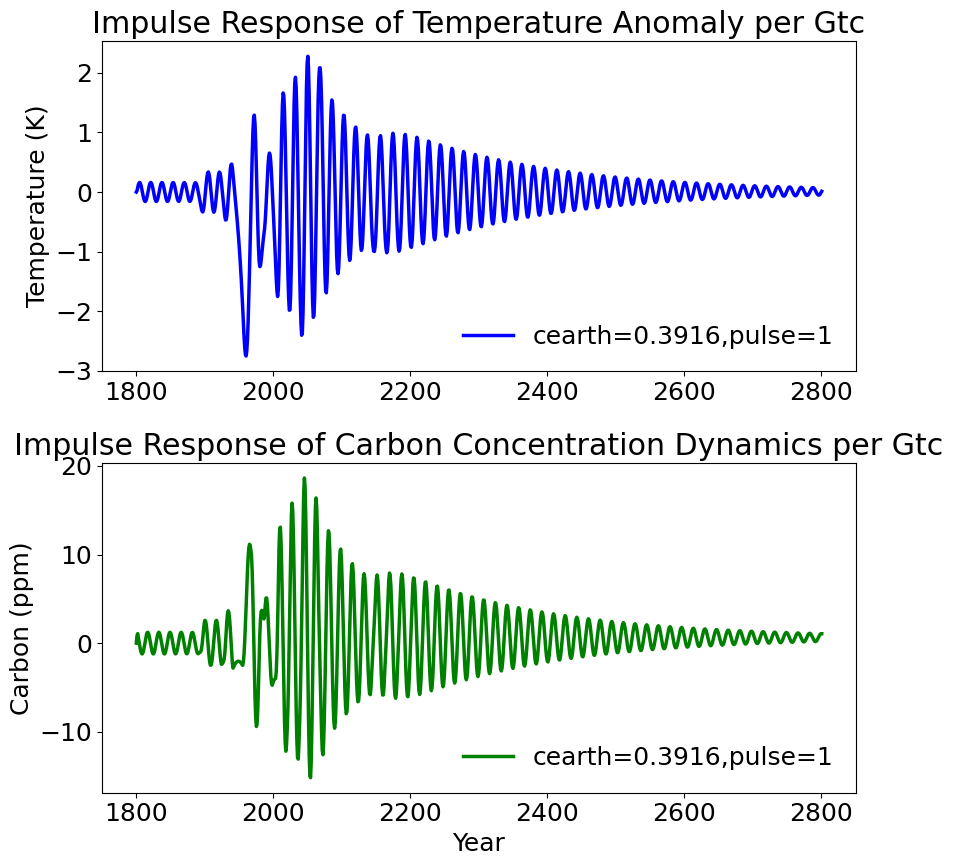 Impulse Response of Temperature Anomaly per Gtc
2
1
0
−1
−2
−3
Temperature (K)
cearth=0.3916,pulse=1
1800 2000 2200 2400 2600 2800
Impulse Response of Carbon Concentration Dynamics per Gtc
20
10
0
−10
Carbon (ppm)
cearth=0.3916,pulse=1
1800 2000 2200 2400 2600 2800
Year